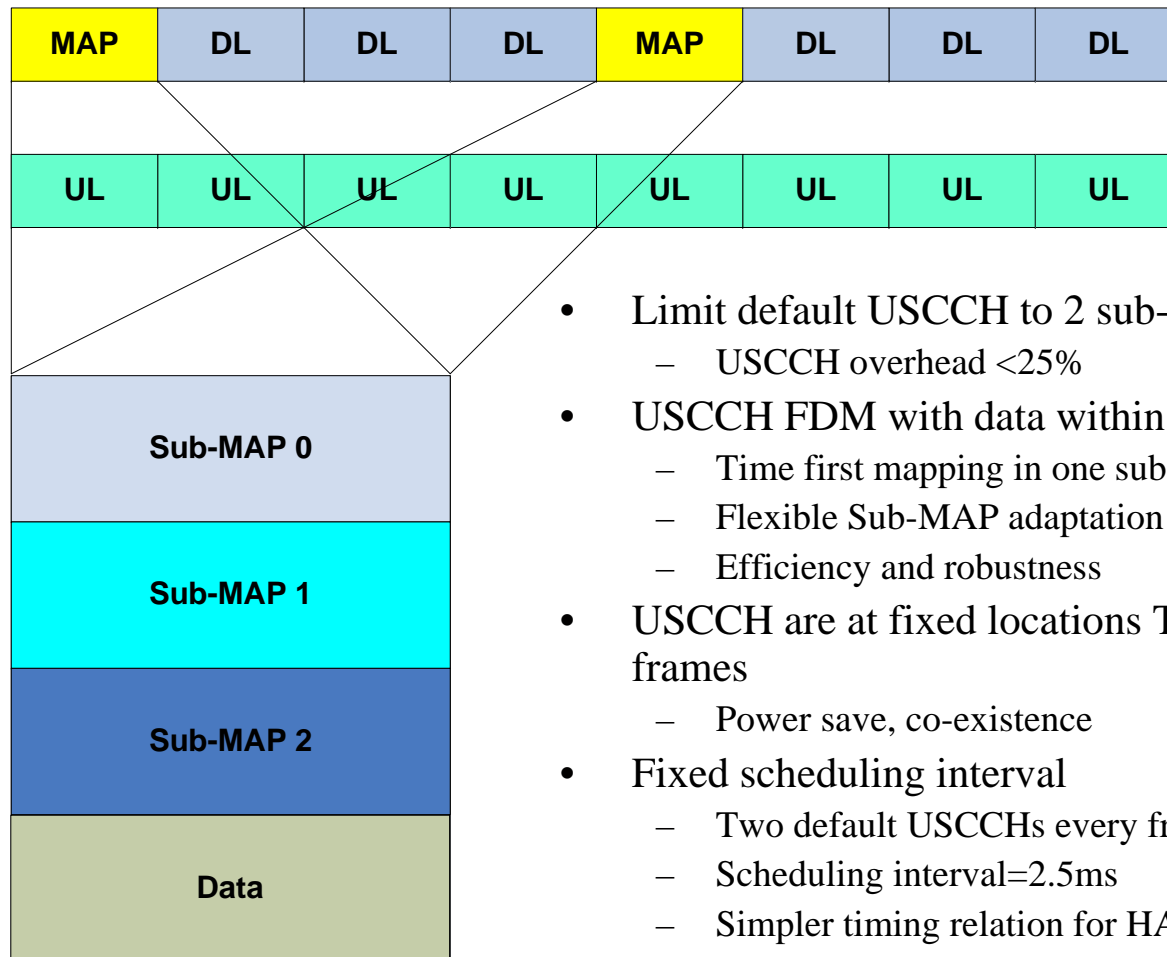 MAP DL DL DL MAP DL DL DL
UL UL UL UL UL UL UL UL
Sub-MAP 0
Sub-MAP 1
Sub-MAP 2
Data
• Limit default USCCH to 2 sub-
– USCCH overhead <25%
• USCCH FDM with data within
– Time first mapping in one sub
– Flexible Sub-MAP adaptation
– Efficiency and robustness
• USCCH are at fixed locations
frames
– Power save, co-existence
• Fixed scheduling interval
– Two default USCCHs every
– Scheduling interval=2.5ms
– Simpler timing relation for